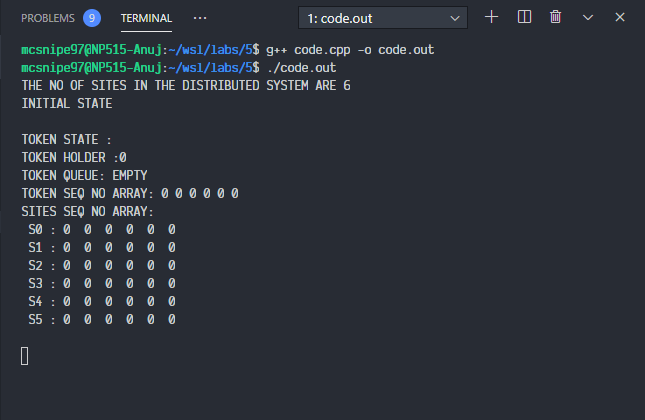 PROBLEMS 9 TERMINAL ··· 1: code.out
mcsnipe97@NP515-Anuj:~/wsl/labs/5$ g++ code.cpp -o code.out
mcsnipe97@NP515-Anuj:~/wsl/labs/5$ ./code.out
THE NO OF SITES IN THE DISTRIBUTED SYSTEM ARE 6
INITIAL STATE
TOKEN STATE :
TOKEN HOLDER :0
TOKEN QUEUE: EMPTY
TOKEN SEQ NO ARRAY: 0 0 0 0 0 0
SITES SEQ NO ARRAY:
S0 : 0 0 0 0 0 0
S1 : 0 0 0 0 0 0
S2 : 0 0 0 0 0 0
S3 : 0 0 0 0 0 0
S4 : 0 0 0 0 0 0
S5 : 0 0 0 0 0 0